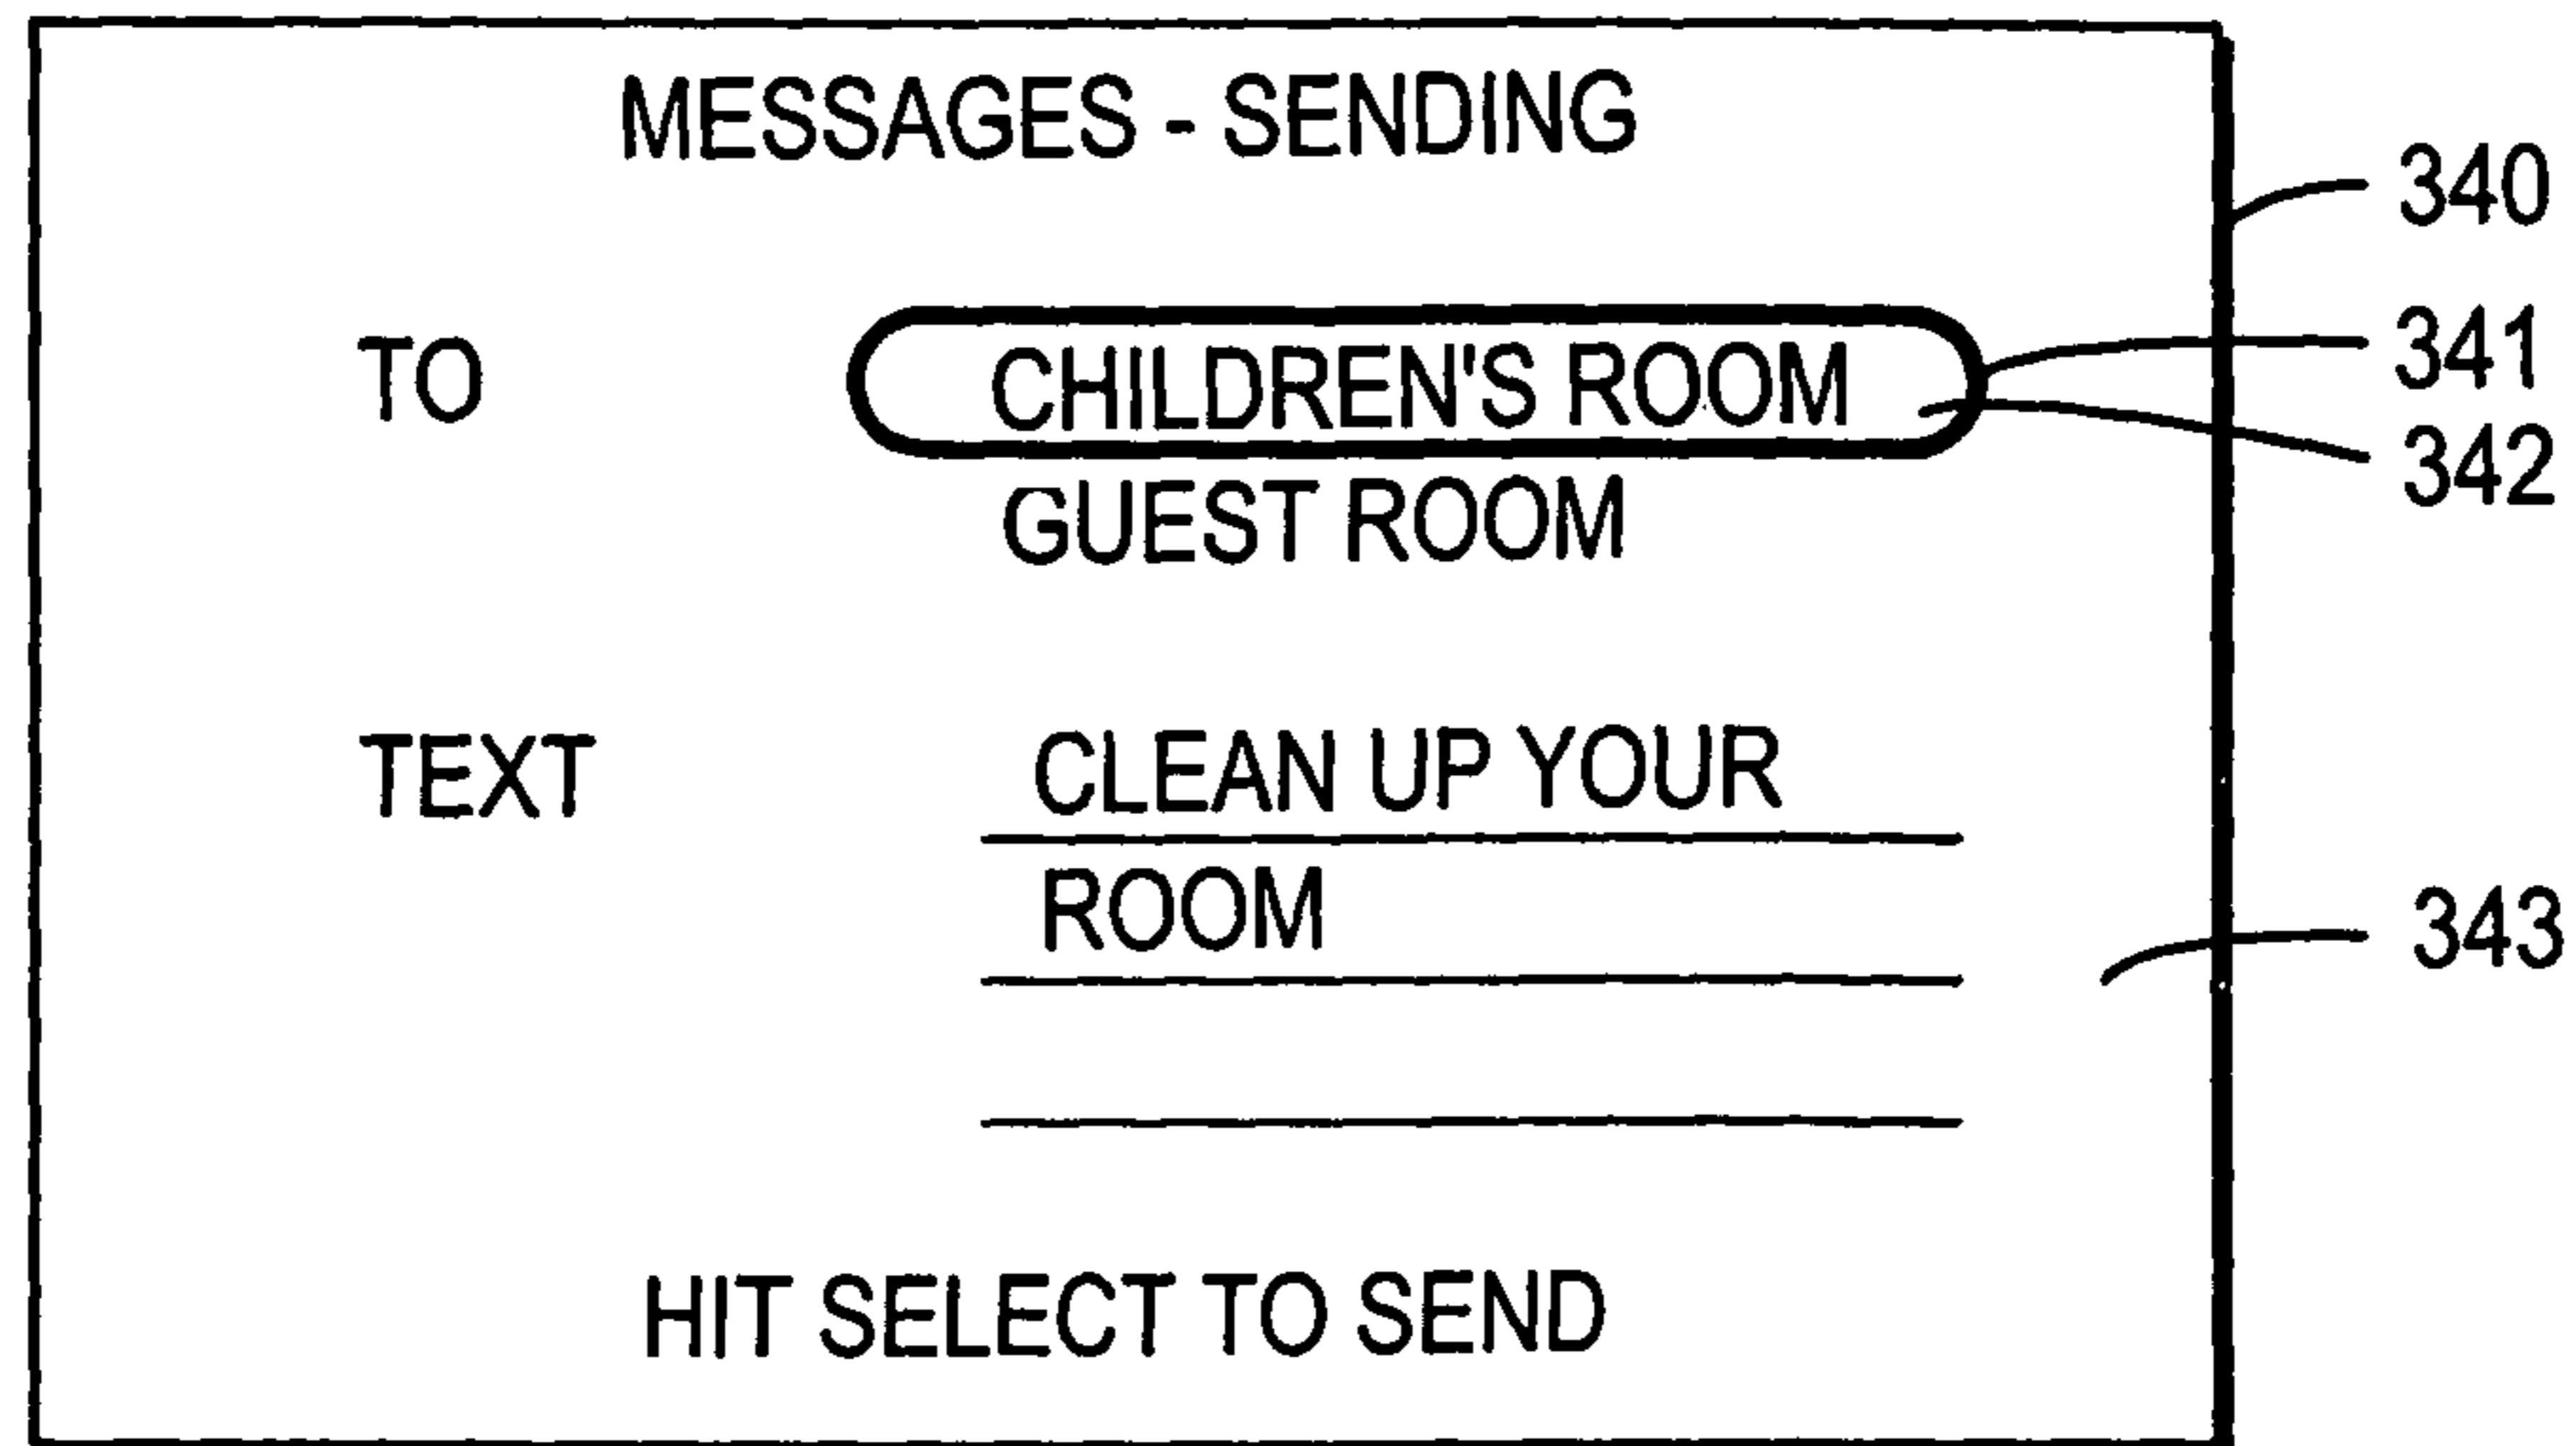 MESSAGES - SENDING
340
TO
CHILDREN'S ROOM
341
342
GUEST ROOM
TEXT
CLEAN UP YOUR
ROOM
343
HIT SELECT TO SEND